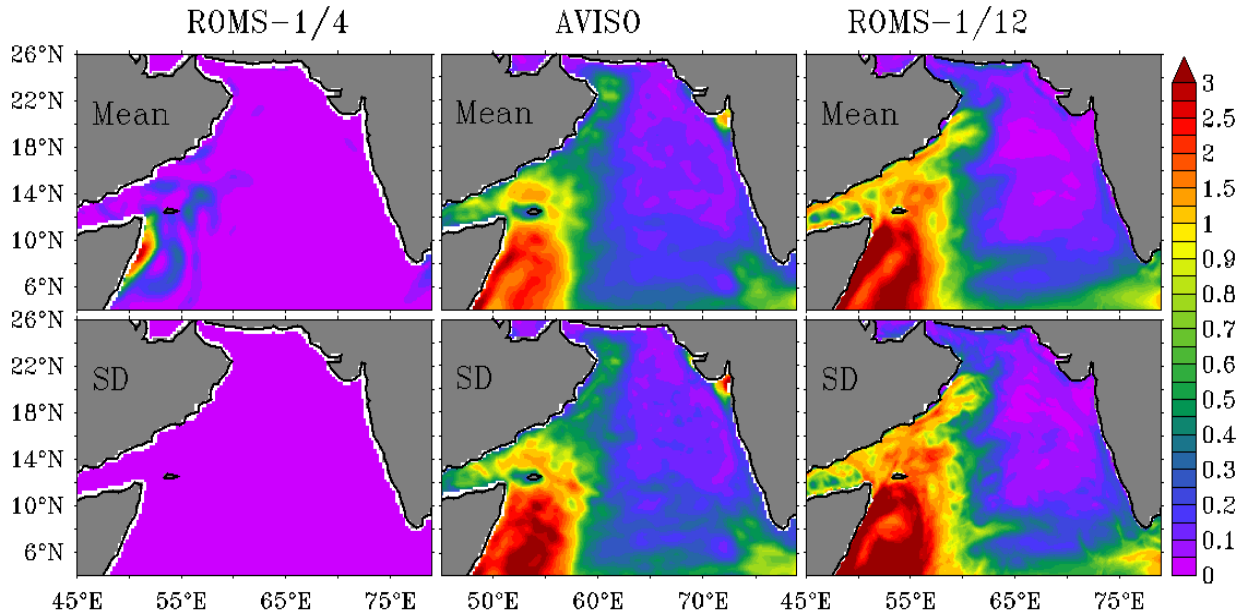 ROMS-1/4 AVISO ROMS-1/12
26°N
22°N
18°N
14°N
10°N
6°N
Mean Mean Mean
3
2.5
2
1.5
1
0.9
0.8
0.7
0.6
0.5
0.4
0.3
0.2
0.1
0
26°N
22°N
18°N
14°N
10°N
6°N
SD SD SD
45°E 55°E 65°E 75°E 50°E 60°E 70°E 45°E 55°E 65°E 75°E